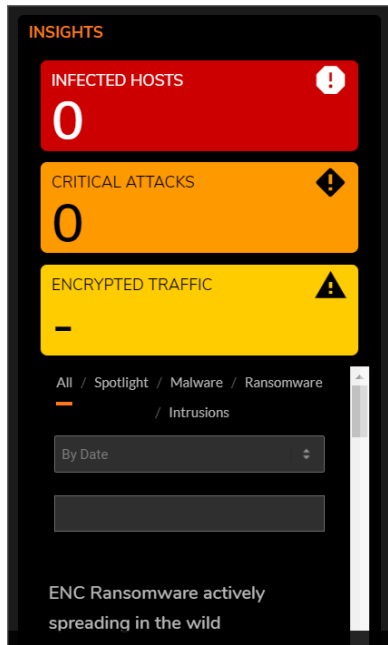 INSIGHTS
INFECTED HOSTS
0
CRITICAL ATTACKS
0
ENCRYPTED TRAFFIC
-
All / Spotlight / Malware / Ransomware
/ Intrusions
By Date
ENC Ransomware actively
spreading in the wild